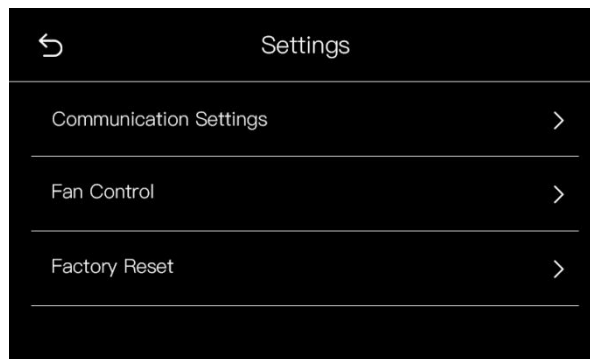 Settings
Communication Settings
Fan Control
Factory Reset